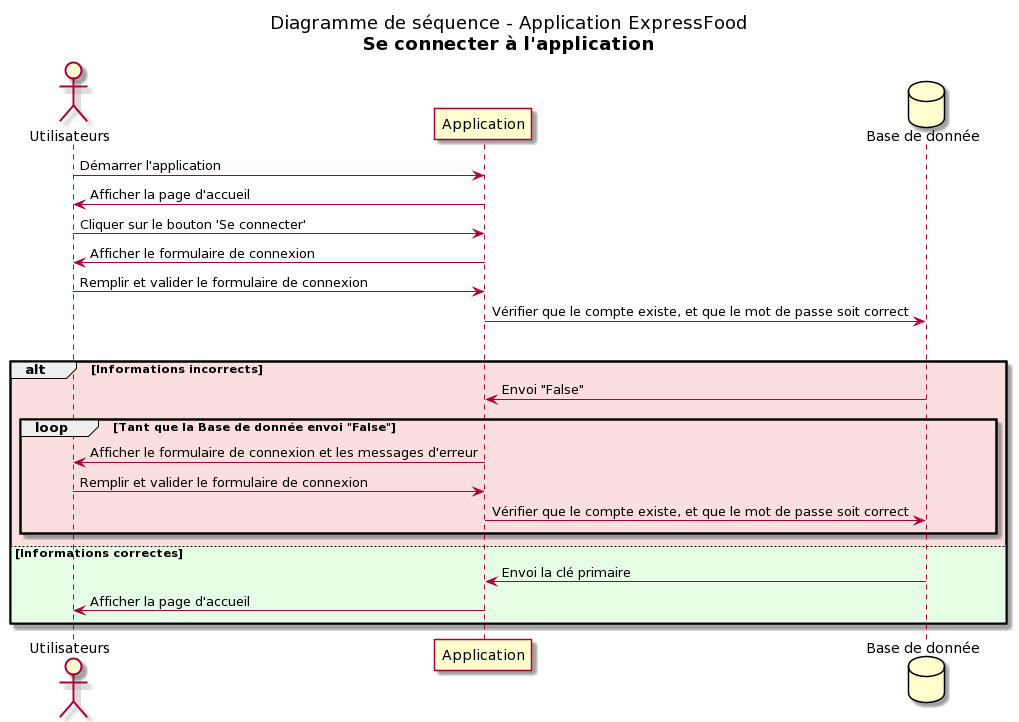 Diagramme de séquence - Application ExpressFood
Se connecter à l'application
Utilisateurs
Application
Base de donnée
Démarrer l'application
Afficher la page d'accueil
Cliquer sur le bouton 'Se connecter'
Afficher le formulaire de connexion
Remplir et valider le formulaire de connexion
Vérifier que le compte existe, et que le mot de passe soit correct
alt [Informations incorrects]
Envoi "False"
loop [Tant que la Base de donnée envoi "False"]
Afficher le formulaire de connexion et les messages d'erreur
Remplir et valider le formulaire de connexion
Vérifier que le compte existe, et que le mot de passe soit correct
[Informations correctes]
Envoi la clé primaire
Afficher la page d'accueil
Utilisateurs
Application
Base de donnée